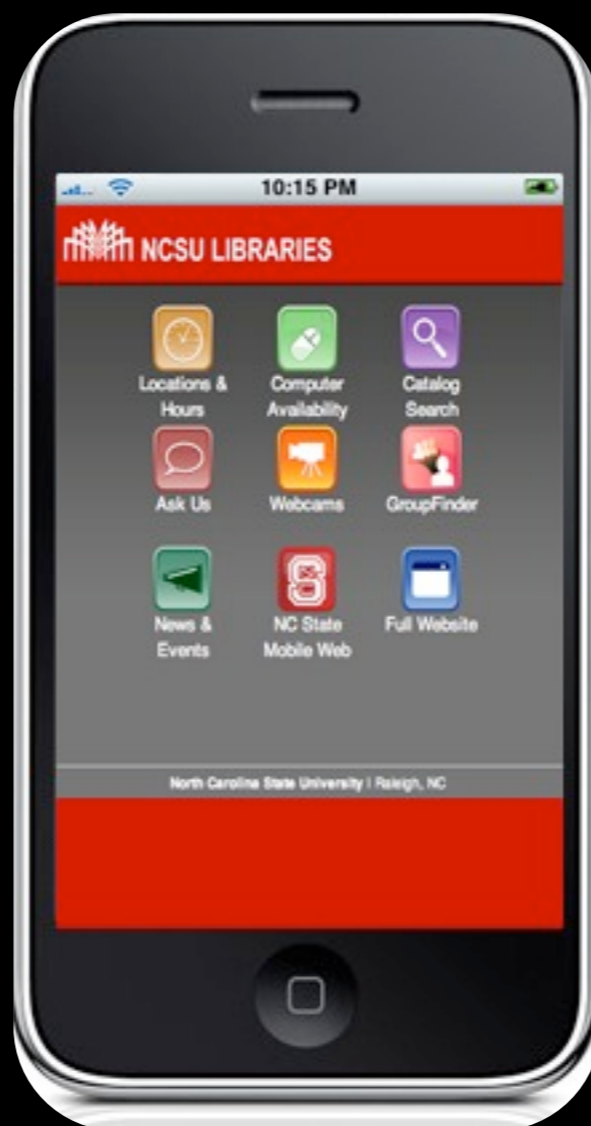 10:15 PM
NCSU LIBRARIES
Locations &
Hours
Computer
Availability
Catalog
Search
Ask Us
Webcams
GroupFinder
News &
Events
NC State
Mobile Web
Full Website
North Carolina State University | Raleigh, NC